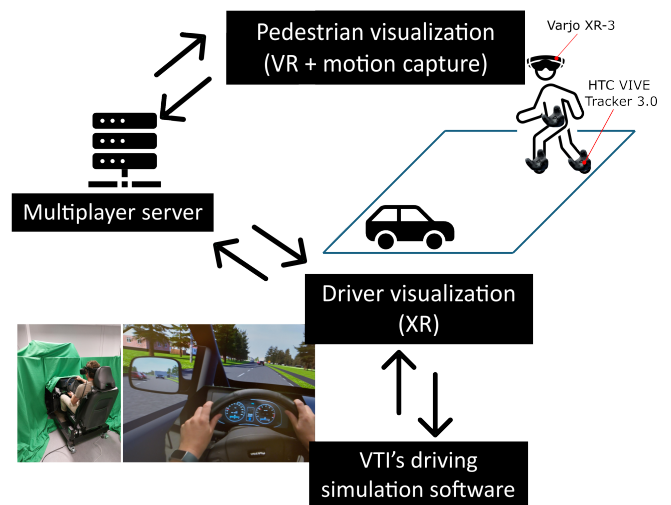 Pedestrian visualization
(VR + motion capture)
Varjo XR-3
HTC VIVE
Tracker 3.0
Multiplayer server
Driver visualization
(XR)
VTI's driving
simulation software